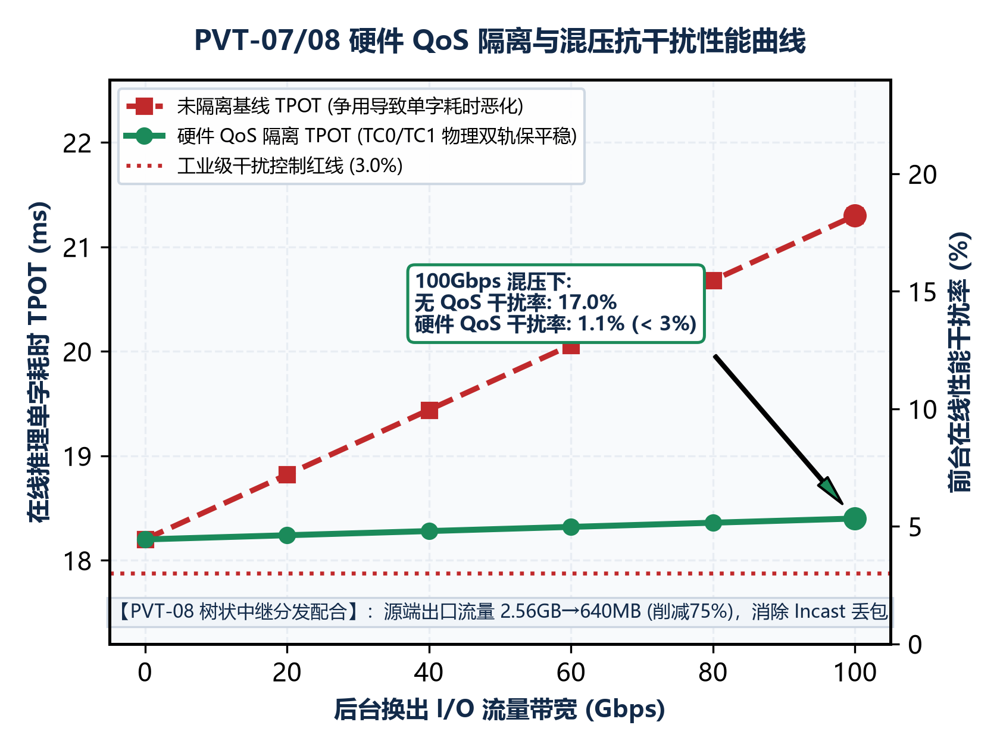 PVT-07/08 硬件 QoS 隔离与混压抗干扰性能曲线
未隔离基线 TPOT (争用导致单字耗时恶化)
硬件 QoS 隔离 TPOT (TC0/TC1 物理双轨保平稳)
工业级干扰控制红线 (3.0%)
在线推理单字耗时 TPOT (ms)
22
21
20
19
18
100Gbps 混压下:
无 QoS 干扰率: 17.0%
硬件 QoS 干扰率: 1.1% (< 3%)
前台在线性能干扰率 (%)
20
15
10
5
0
【PVT-08 树状中继分发配合】: 源端出口流量 2.56GB→640MB (削减75%)，消除 Incast 丢包
0 20 40 60 80 100
后台换出 I/O 流量带宽 (Gbps)